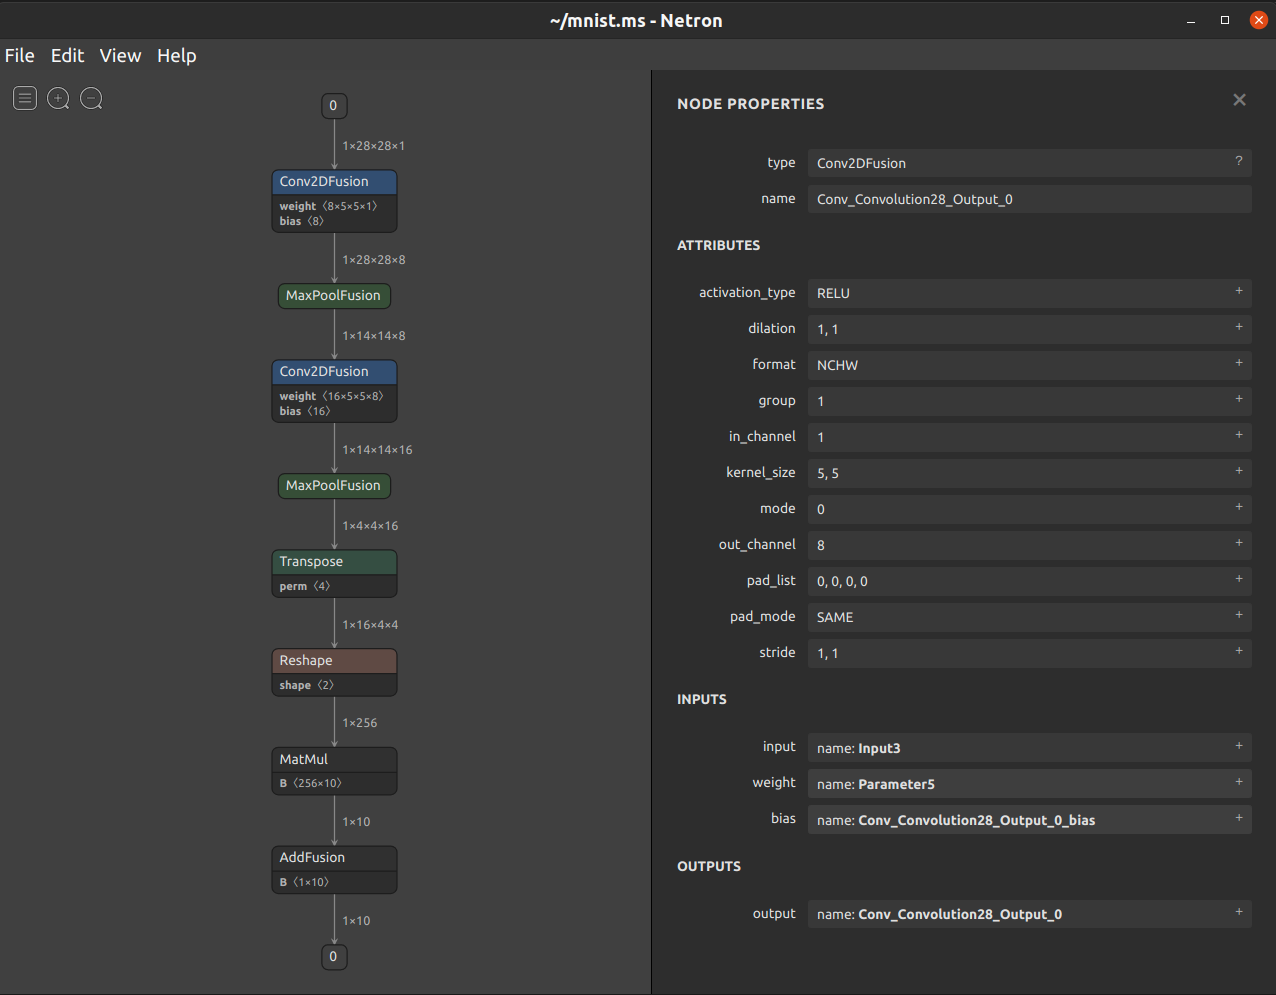 ~/mnist.ms - Netron
File Edit View Help
0
1×28×28×1
Conv2DFusion
weight 〈8×5×5×1〉
bias 〈8〉
1×28×28×8
MaxPoolFusion
1×14×14×8
Conv2DFusion
weight 〈16×5×5×8〉
bias 〈16〉
1×14×14×16
MaxPoolFusion
1×4×4×16
Transpose
perm 〈4〉
1×16×4×4
Reshape
shape 〈2〉
1×256
MatMul
B 〈256×10〉
1×10
AddFusion
B 〈1×10〉
1×10
0
NODE PROPERTIES
type Conv2DFusion ?
name Conv_Convolution28_Output_0
ATTRIBUTES
activation_type RELU +
dilation 1, 1 +
format NCHW +
group 1 +
in_channel 1 +
kernel_size 5, 5 +
mode 0 +
out_channel 8 +
pad_list 0, 0, 0, 0 +
pad_mode SAME +
stride 1, 1 +
INPUTS
input name: Input3 +
weight name: Parameter5 +
bias name: Conv_Convolution28_Output_0_bias +
OUTPUTS
output name: Conv_Convolution28_Output_0 +